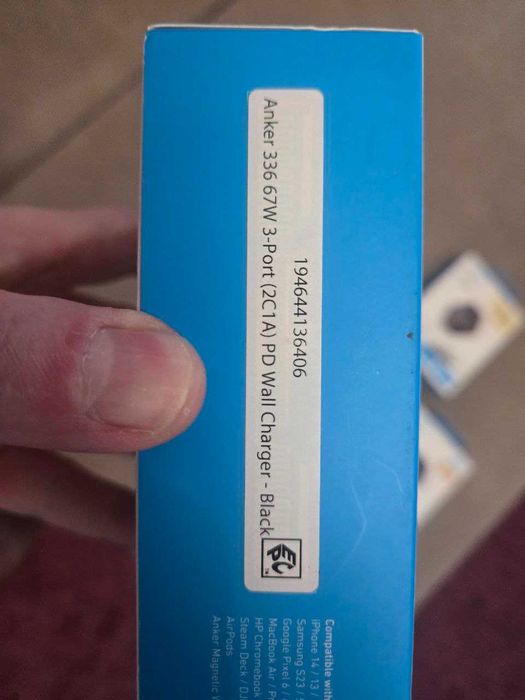 194644136406
Anker 336 67W 3-Port (2C1A) PD Wall Charger - Black
Compatible with
iPhone 14 / 13 /
Samsung S23 /
Google Pixel 6 /
MacBook Air /
HP Chromebook
Steam Deck / DJ
AirPods
Anker Magnetic